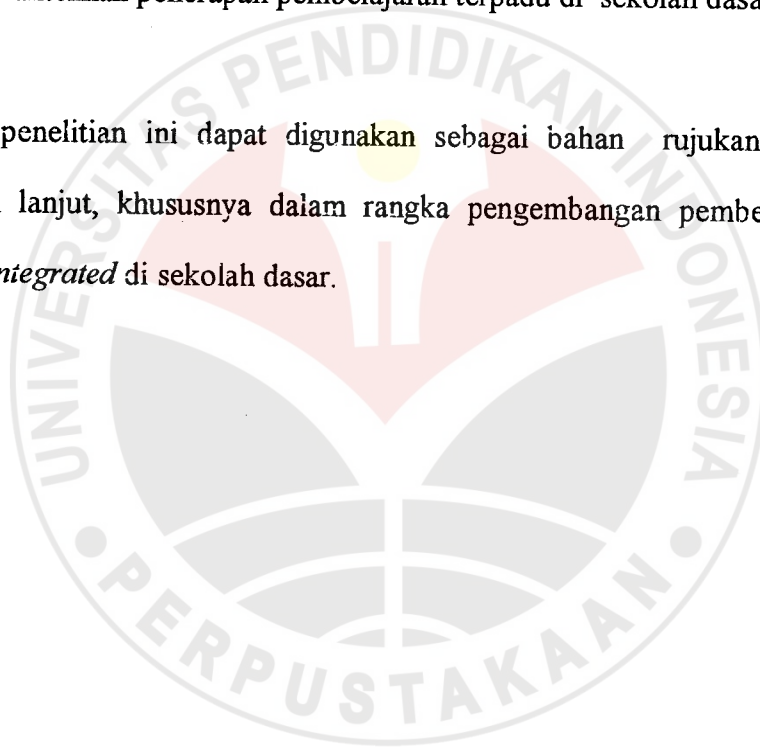 penerapan pembelajaran terpadu di sekolah dasa
penelitian ini dapat digunakan sebagai bahan rujukan
lanjut, khususnya dalam rangka pengembangan pembe
ntegrated di sekolah dasar.
UNIVERSITAS PENDIDIKAN INDONESIA
PERPUSTAKAAN